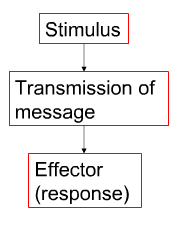 Stimulus
Transmission of
message
Effector
(response)